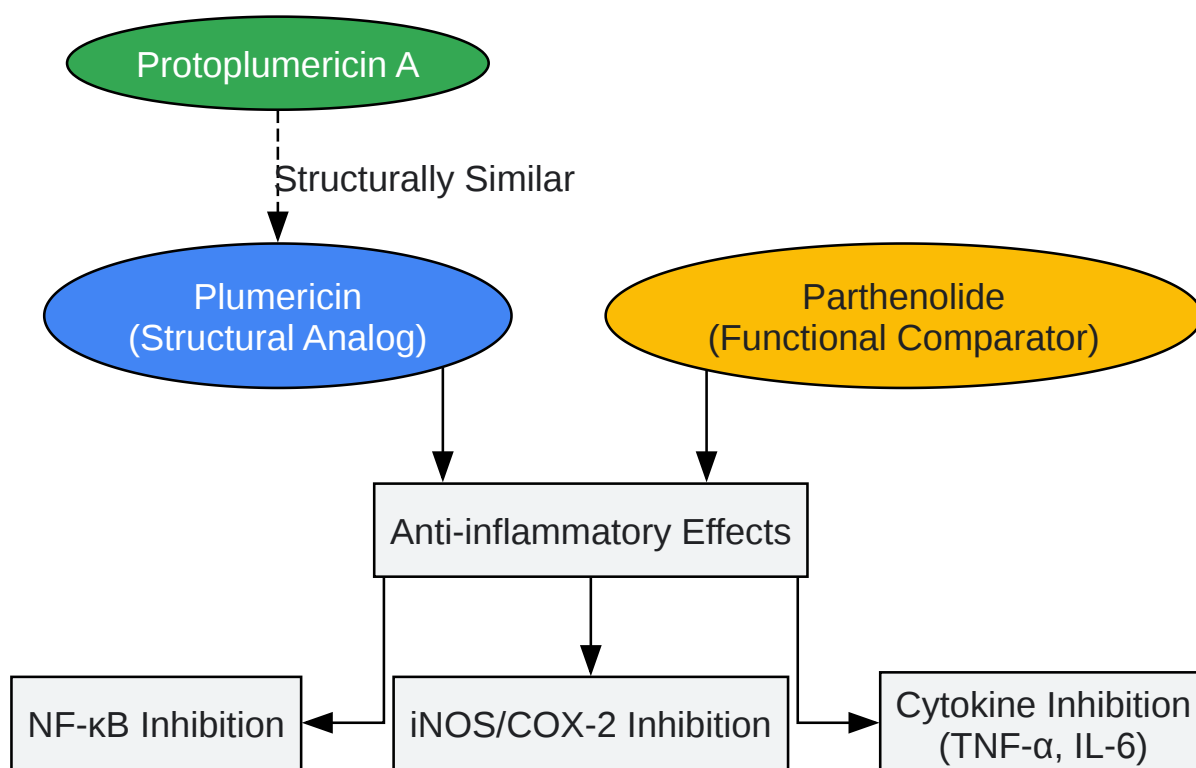 Protoplumericin A
Structurally Similar
Plumericin
(Structural Analog)
Parthenolide
(Functional Comparator)
Anti-inflammatory Effects
NF-κB Inhibition
iNOS/COX-2 Inhibition
Cytokine Inhibition
(TNF-α, IL-6)